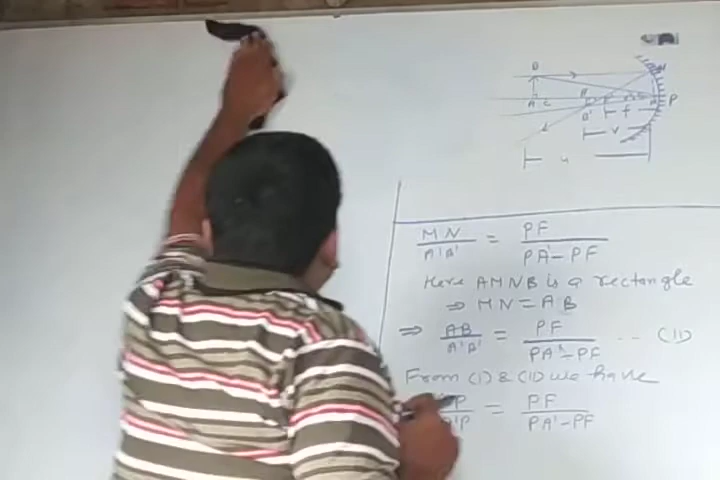 B
M
A C A' F N P
B' f
V
u
MN / A'B' = PF / PA' - PF
Here AMNB is a rectangle
⇒ MN = AB
⇒ AB / A'B' = PF / PA' - PF ... (II)
From (I) & (II) we have
P / A'P = PF / PA' - PF